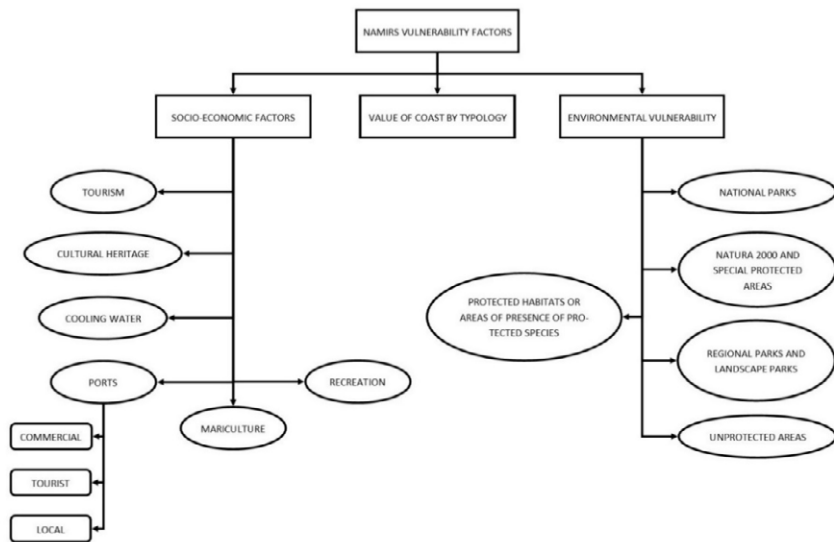 NAMIRS VULNERABILITY FACTORS
SOCIO-ECONOMIC FACTORS
VALUE OF COAST BY TYPOLOGY
ENVIRONMENTAL VULNERABILITY
TOURISM
CULTURAL HERITAGE
COOLING WATER
PORTS
RECREATION
MARICULTURE
COMMERCIAL
TOURIST
LOCAL
PROTECTED HABITATS OR
AREAS OF PRESENCE OF PRO-
TECTED SPECIES
NATIONAL PARKS
NATURA 2000 AND
SPECIAL PROTECTED
AREAS
REGIONAL PARKS AND
LANDSCAPE PARKS
UNPROTECTED AREAS